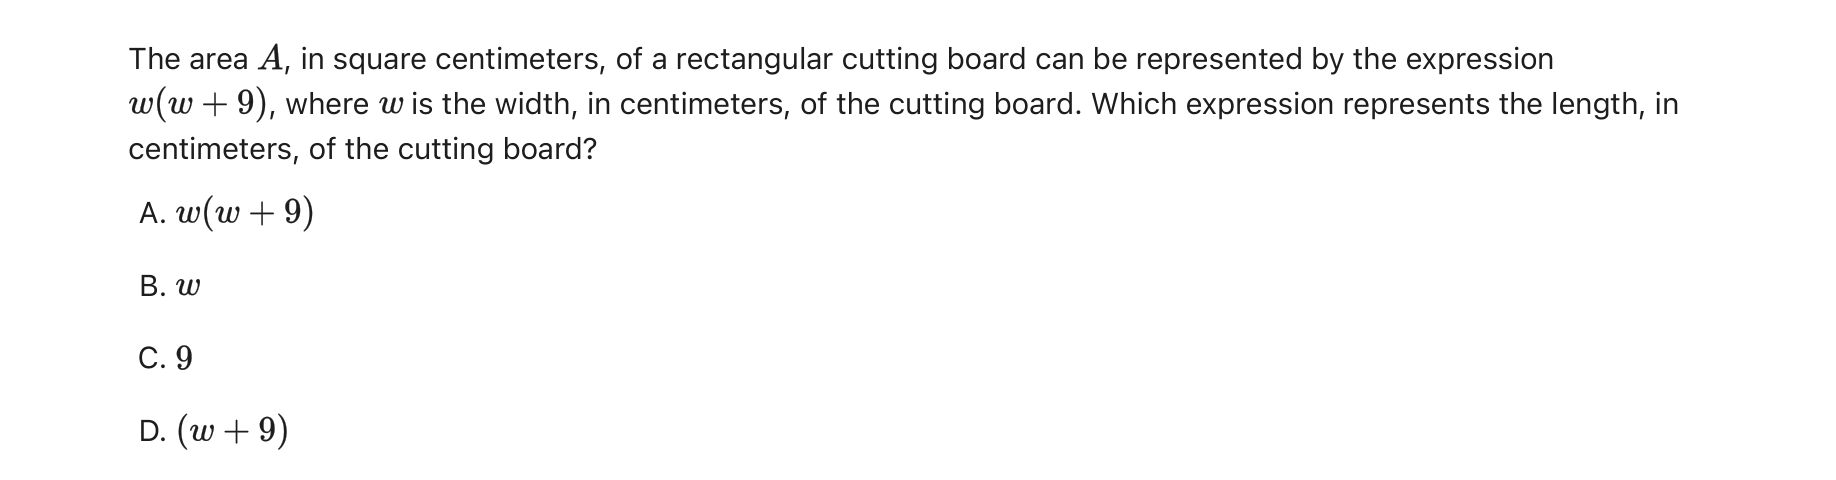 The area A, in square centimeters, of a rectangular cutting board can be represented by the expression
w(w + 9), where w is the width, in centimeters, of the cutting board. Which expression represents the length, in
centimeters, of the cutting board?
A. w(w + 9)
B. w
C. 9
D. (w + 9)